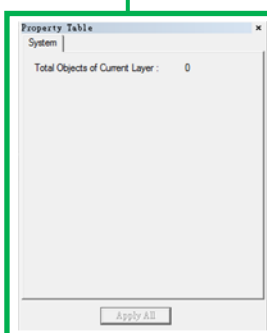 Property Table ×
System
Total Objects of Current Layer : 0
Apply All